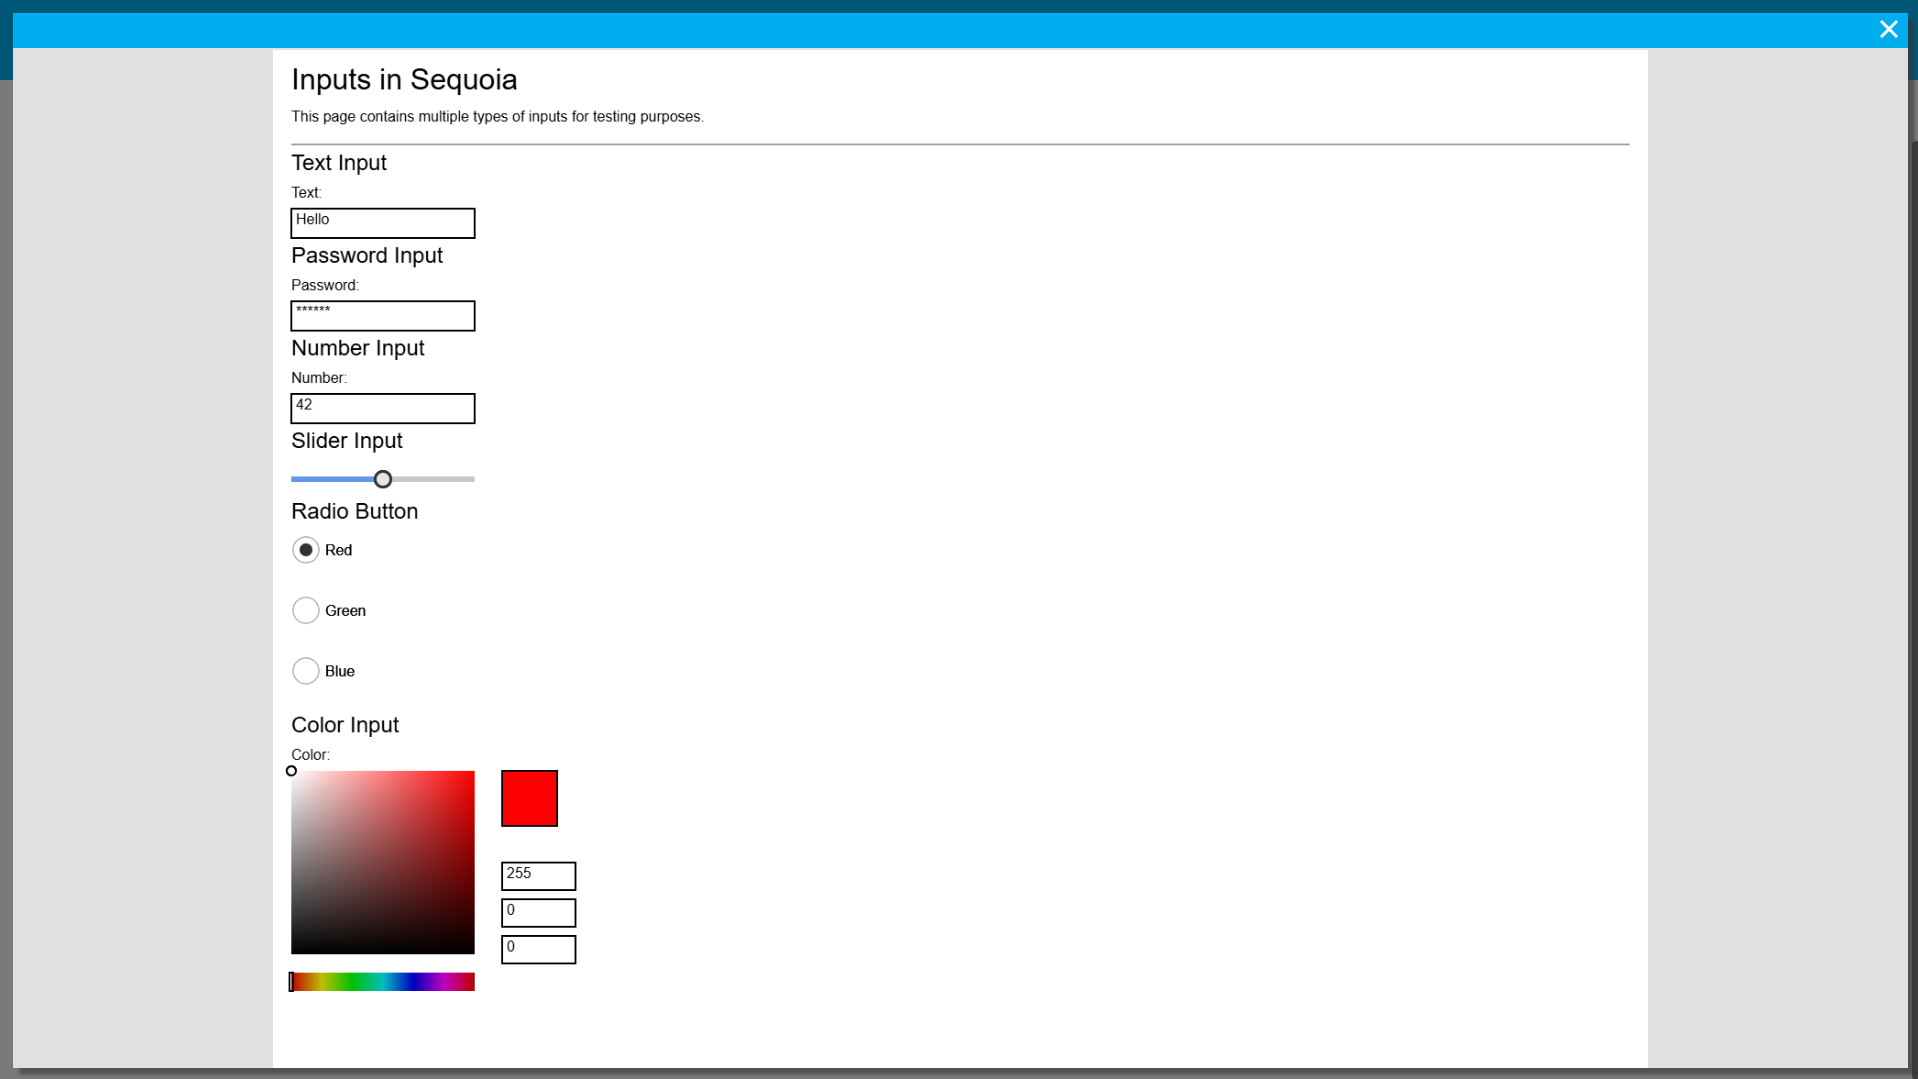 Inputs in Sequoia
This page contains multiple types of inputs for testing purposes.
Text Input
Text:
Hello
Password Input
Password:
******
Number Input
Number:
42
Slider Input
Radio Button
Red
Green
Blue
Color Input
Color:
255
0
0